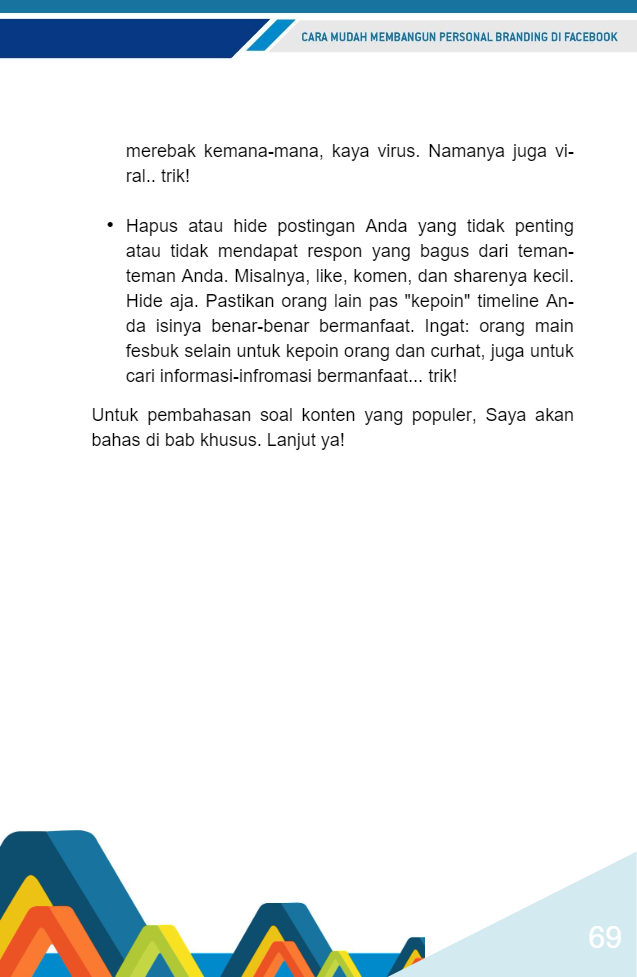 CARA MUDAH MEMBANGUN PERSONAL BRANDING DI FACEBOOK
merebak kemana-mana, kaya virus. Namanya juga vi-
ral.. trik!
• Hapus atau hide postingan Anda yang tidak penting
atau tidak mendapat respon yang bagus dari teman-
teman Anda. Misalnya, like, komen, dan sharenya kecil.
Hide aja. Pastikan orang lain pas "kepoin" timeline An-
da isinya benar-benar bermanfaat. Ingat: orang main
fesbuk selain untuk kepoin orang dan curhat, juga untuk
cari informasi-infromasi bermanfaat... trik!
Untuk pembahasan soal konten yang populer, Saya akan
bahas di bab khusus. Lanjut ya!
69